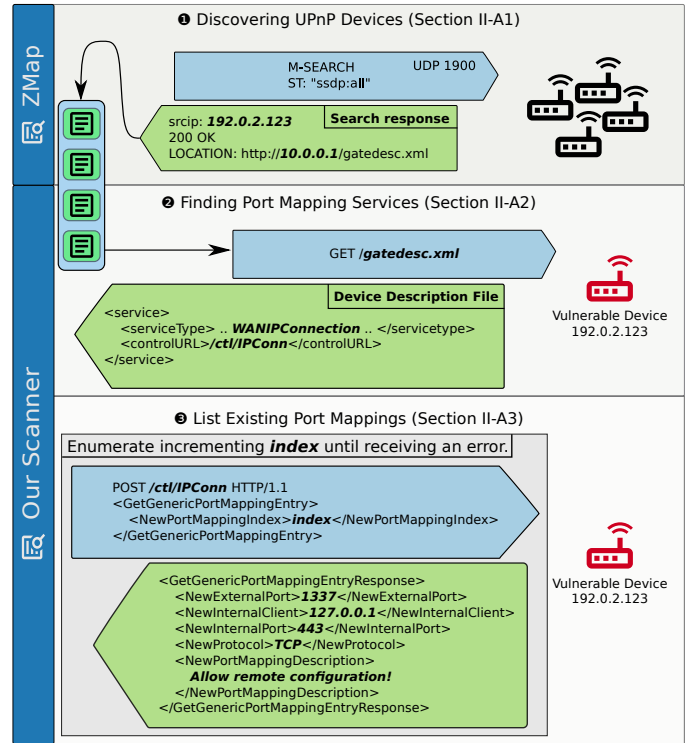 ❶ Discovering UPnP Devices (Section II-A1)
ZMap
M-SEARCH UDP 1900
ST: "ssdp:all"
srcip: 192.0.2.123 Search response
200 OK
LOCATION: http://10.0.0.1/gatedesc.xml
❷ Finding Port Mapping Services (Section II-A2)
GET /gatedesc.xml
Device Description File
<service>
<serviceType> .. WANIPConnection .. </servicetype>
<controlURL>/ctl/IPConn</controlURL>
</service>
Vulnerable Device
192.0.2.123
Our Scanner
❸ List Existing Port Mappings (Section II-A3)
Enumerate incrementing index until receiving an error.
POST /ctl/IPConn HTTP/1.1
<GetGenericPortMappingEntry>
<NewPortMappingIndex>index</NewPortMappingIndex>
</GetGenericPortMappingEntry>
<GetGenericPortMappingEntryResponse>
<NewExternalPort>1337</NewExternalPort>
<NewInternalClient>127.0.0.1</NewInternalClient>
<NewInternalPort>443</NewInternalPort>
<NewProtocol>TCP</NewProtocol>
<NewPortMappingDescription>
Allow remote configuration!
</NewPortMappingDescription>
</GetGenericPortMappingEntryResponse>
Vulnerable Device
192.0.2.123